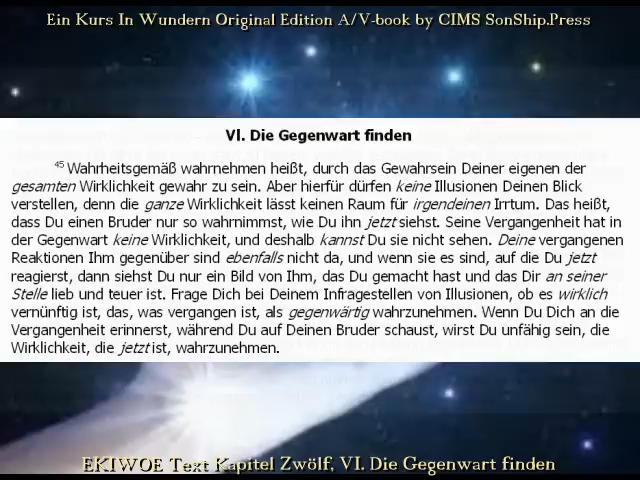 Ein Kurs In Wundern Original Edition A/V-book by CIMS SonShip.Press
VI. Die Gegenwart finden
45 Wahrheitsgemäß wahrnehmen heißt, durch das Gewahrsein Deiner eigenen der
gesamten Wirklichkeit gewahr zu sein. Aber hierfür dürfen keine Illusionen Deinen Blick
verstellen, denn die ganze Wirklichkeit lässt keinen Raum für irgendeinen Irrtum. Das heißt,
dass Du einen Bruder nur so wahrnimmst, wie Du ihn jetzt siehst. Seine Vergangenheit hat in
der Gegenwart keine Wirklichkeit, und deshalb kannst Du sie nicht sehen. Deine vergangenen
Reaktionen Ihm gegenüber sind ebenfalls nicht da, und wenn sie es sind, auf die Du jetzt
reagierst, dann siehst Du nur ein Bild von Ihm, das Du gemacht hast und das Dir an seiner
Stelle lieb und teuer ist. Frage Dich bei Deinem Infragestellen von Illusionen, ob es wirklich
vernünftig ist, das, was vergangen ist, als gegenwärtig wahrzunehmen. Wenn Du Dich an die
Vergangenheit erinnerst, während Du auf Deinen Bruder schaust, wirst Du unfähig sein, die
Wirklichkeit, die jetzt ist, wahrzunehmen.
EKIWOE Text Kapitel Zwölf, VI. Die Gegenwart finden